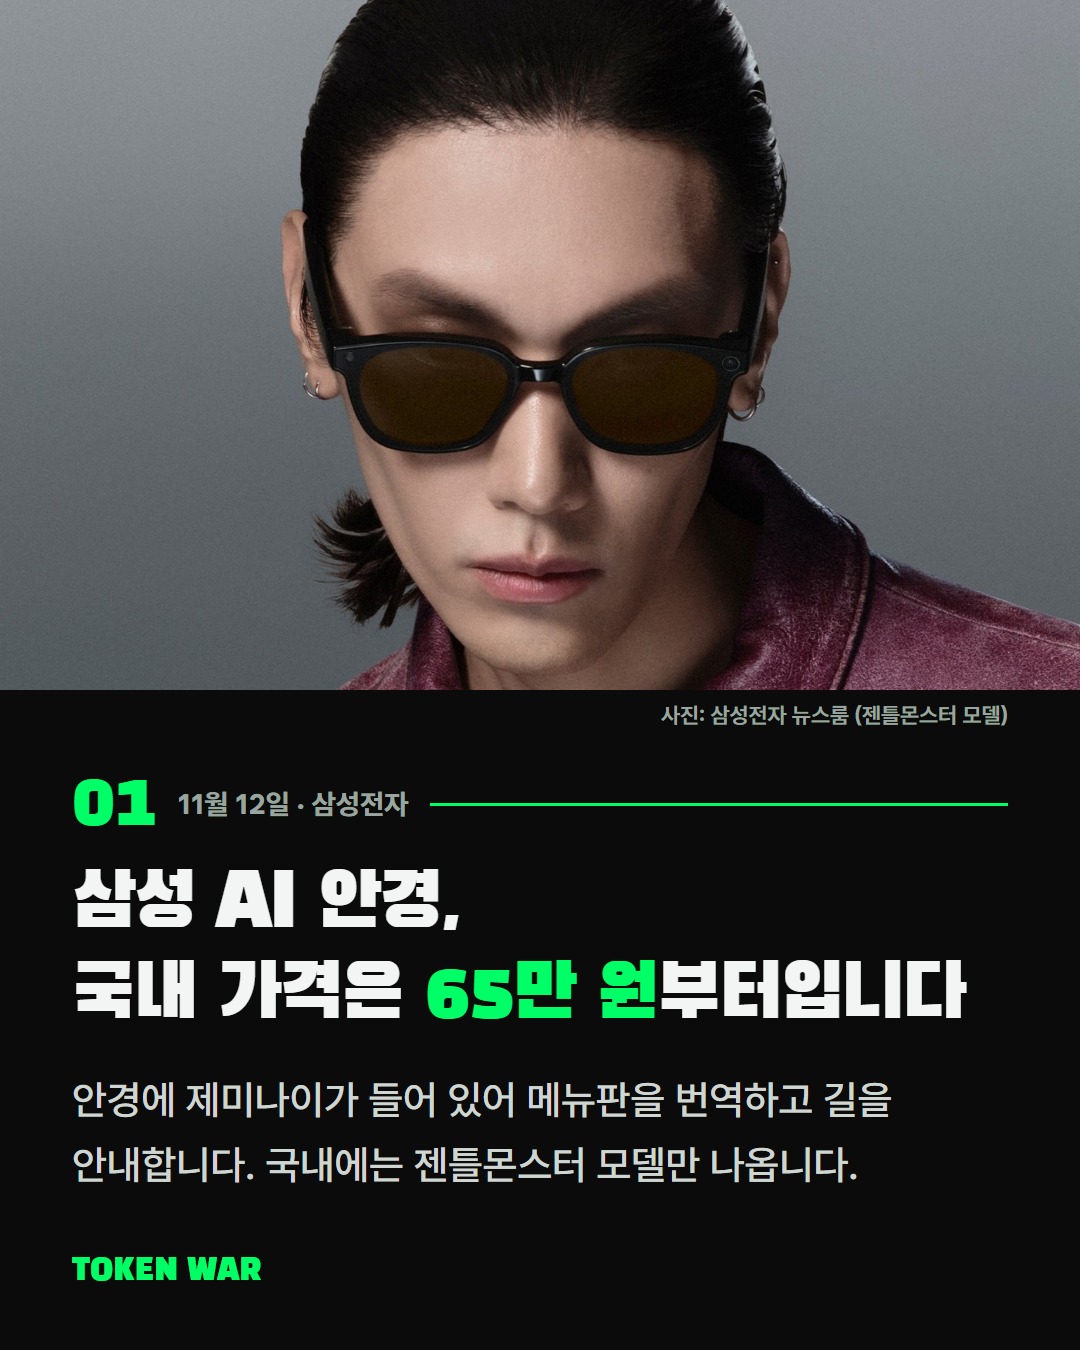 사진: 삼성전자 뉴스룸 (젠틀몬스터 모델)
01 11월 12일 · 삼성전자
삼성 AI 안경,
국내 가격은 65만 원부터입니다
안경에 제미나이가 들어 있어 메뉴판을 번역하고 길을
안내합니다. 국내에는 젠틀몬스터 모델만 나옵니다.
TOKEN WAR